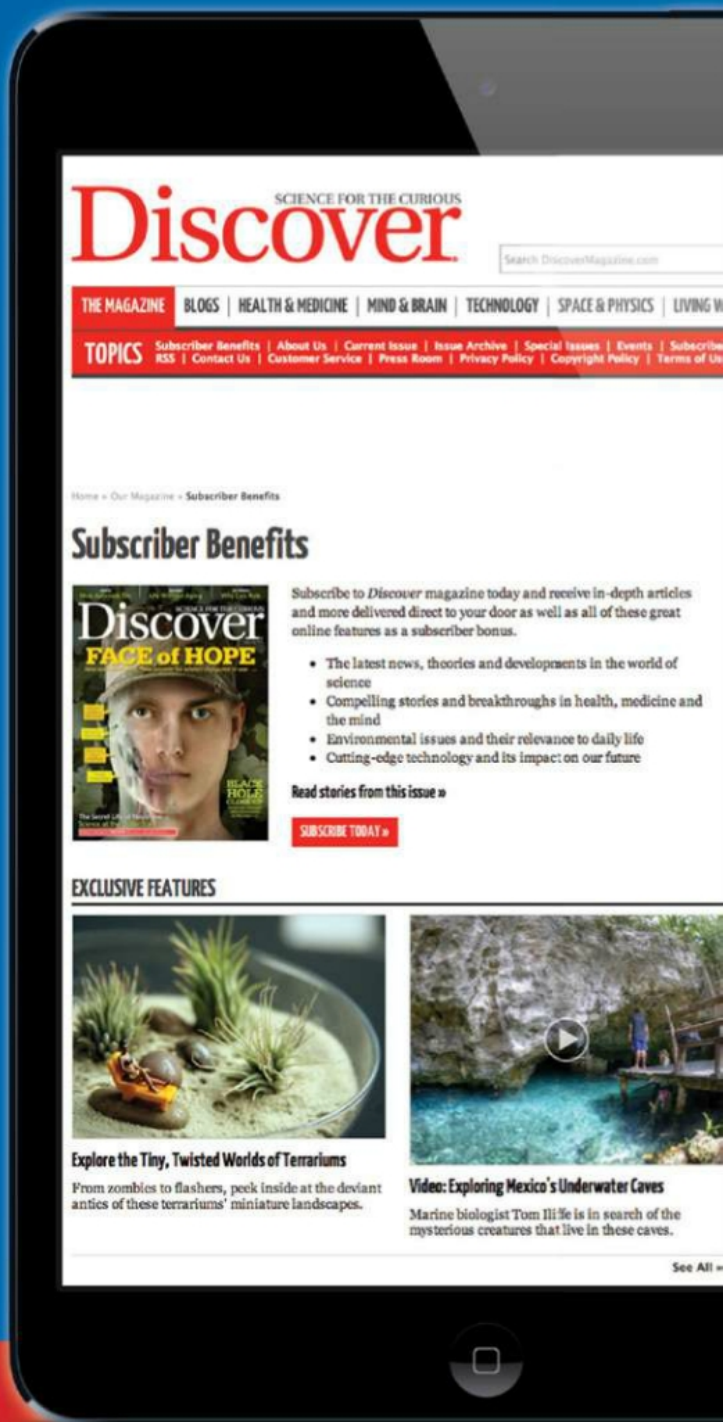 SCIENCE FOR THE CURIOUS
Discover
Search DiscoverMagazine.com
THE MAGAZINE BLOGS | HEALTH & MEDICINE | MIND & BRAIN | TECHNOLOGY | SPACE & PHYSICS | LIVING W
TOPICS
Subscriber Benefits | About Us | Current Issue | Issue Archive | Special Issues | Events | Subscribe
RSS | Contact Us | Customer Service | Press Room | Privacy Policy | Copyright Policy | Terms of Us
Home » Our Magazine » Subscriber Benefits
Subscriber Benefits
SCIENCE FOR THE CURIOUS
Discover
FACE of HOPE
BLACK
HOLE
Subscribe to Discover magazine today and receive in-depth articles
and more delivered direct to your door as well as all of these great
online features as a subscriber bonus.
• The latest news, theories and developments in the world of
science
• Compelling stories and breakthroughs in health, medicine and
the mind
• Environmental issues and their relevance to daily life
• Cutting-edge technology and its impact on our future
Read stories from this issue »
SUBSCRIBE TODAY »
EXCLUSIVE FEATURES
Explore the Tiny, Twisted Worlds of Terrariums
From zombies to flashers, peek inside at the deviant
antics of these terrariums' miniature landscapes.
Video: Exploring Mexico's Underwater Caves
Marine biologist Tom Iliffe is in search of the
mysterious creatures that live in these caves.
See All »